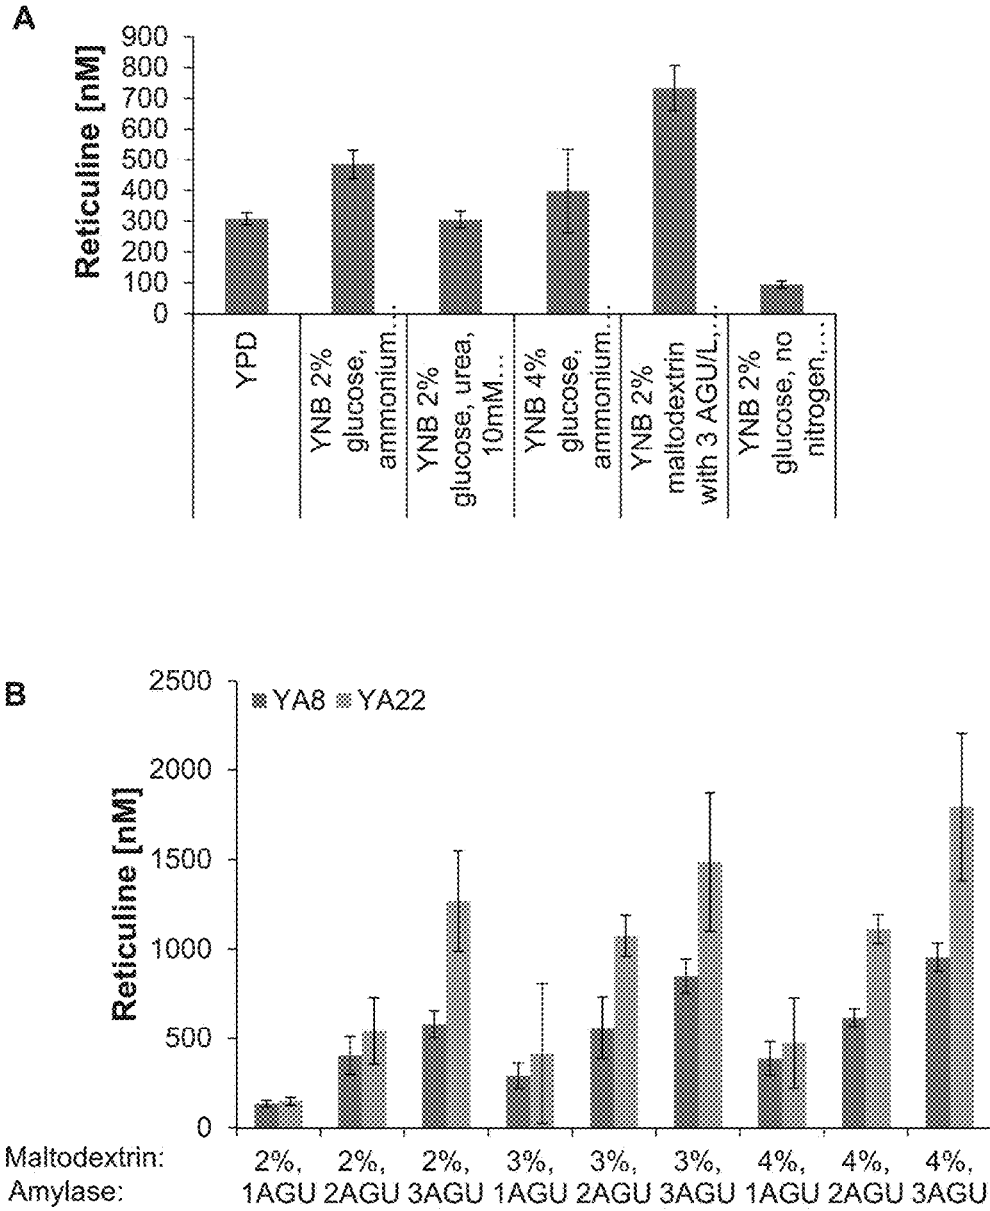 A
Reticuline [nM]
900
800
700
600
500
400
300
200
100
0
YPD
YNB 2%
glucose,
ammonium...
YNB 2%
glucose, urea,
10mM...
YNB 4%
glucose,
ammonium...
YNB 2%
maltodextrin
with 3 AGU/L,...
YNB 2%
glucose, no
nitrogen,...
B
Reticuline [nM]
2500
2000
1500
1000
500
0
YA8 YA22
Maltodextrin: 2%, 2%, 2%, 3%, 3%, 3%, 4%, 4%, 4%,
Amylase: 1AGU 2AGU 3AGU 1AGU 2AGU 3AGU 1AGU 2AGU 3AGU